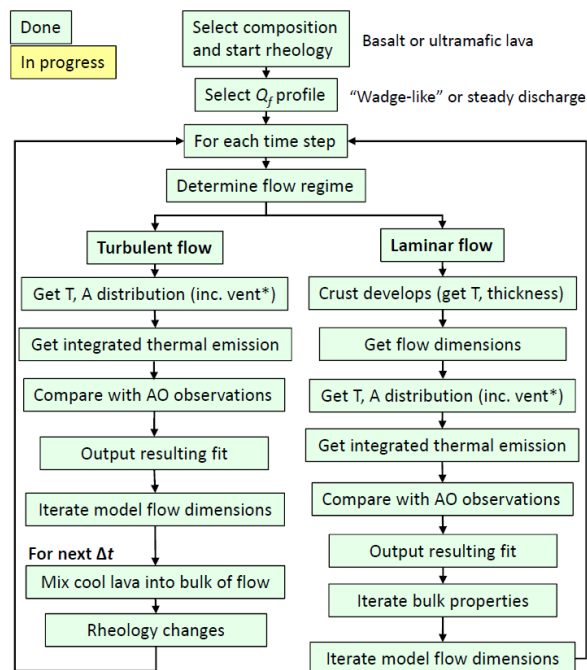 Done
In progress
Select composition
and start rheology
Basalt or ultramafic lava
Select Qf profile
“Wadge-like” or steady discharge
For each time step
Determine flow regime
Turbulent flow
Get T, A distribution (inc. vent*)
Get integrated thermal emission
Compare with AO observations
Output resulting fit
Iterate model flow dimensions
For next Δt
Mix cool lava into bulk of flow
Rheology changes
Laminar flow
Crust develops (get T, thickness)
Get flow dimensions
Get T, A distribution (inc. vent*)
Get integrated thermal emission
Compare with AO observations
Output resulting fit
Iterate bulk properties
Iterate model flow dimensions